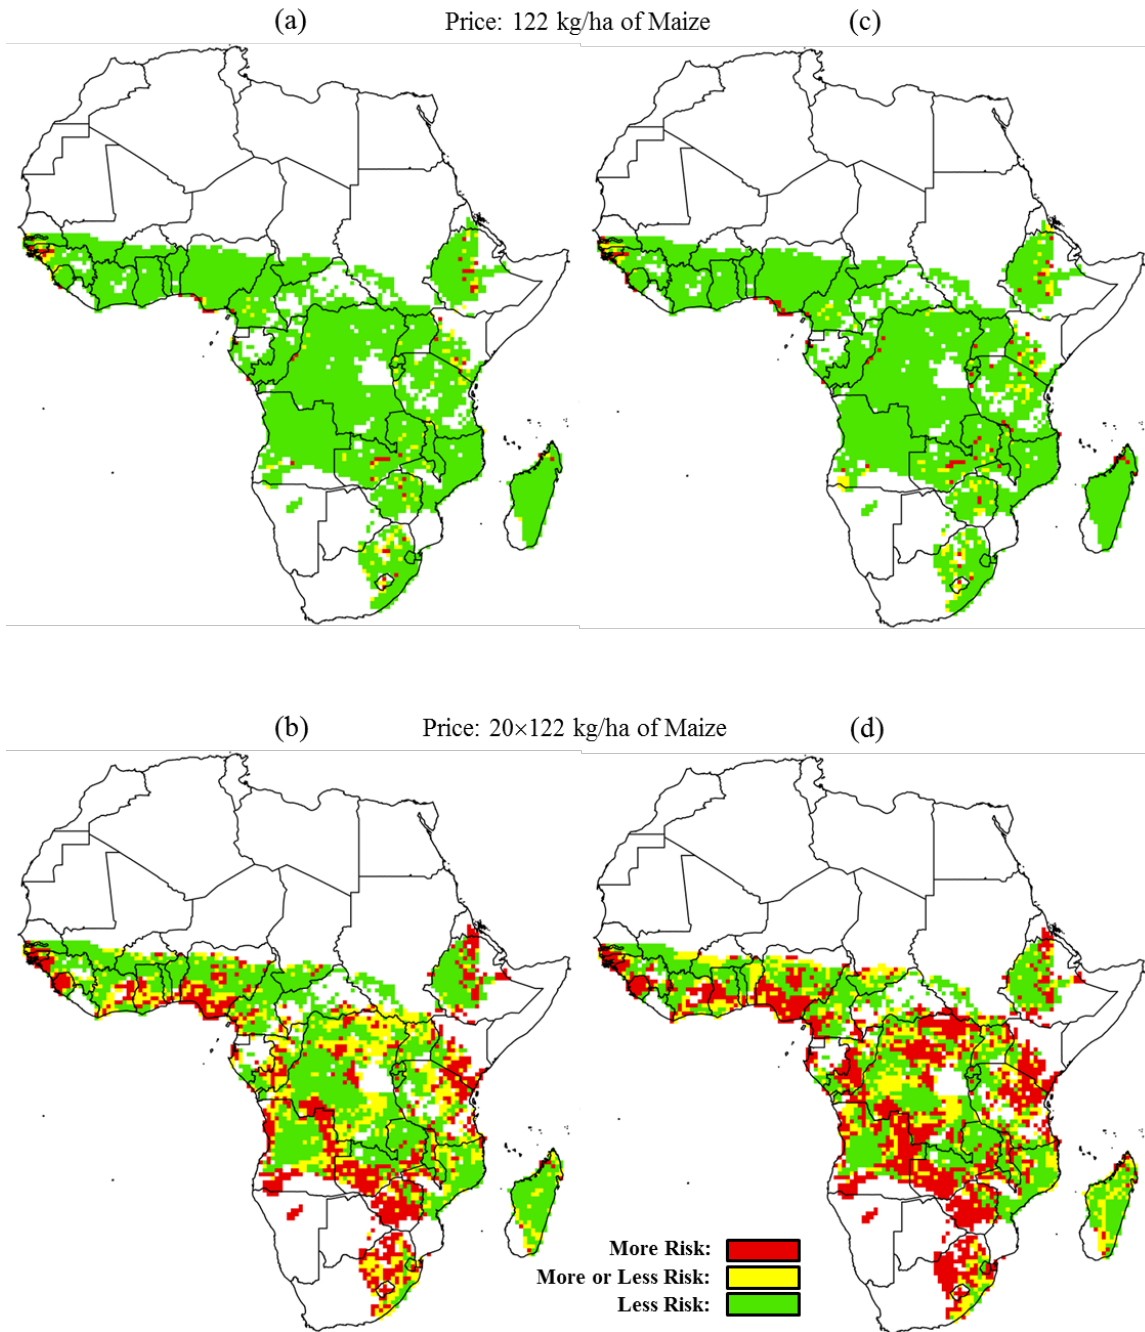 (a) Price: 122 kg/ha of Maize (c)
(b) Price: 20×122 kg/ha of Maize (d)
More Risk:
More or Less Risk:
Less Risk: